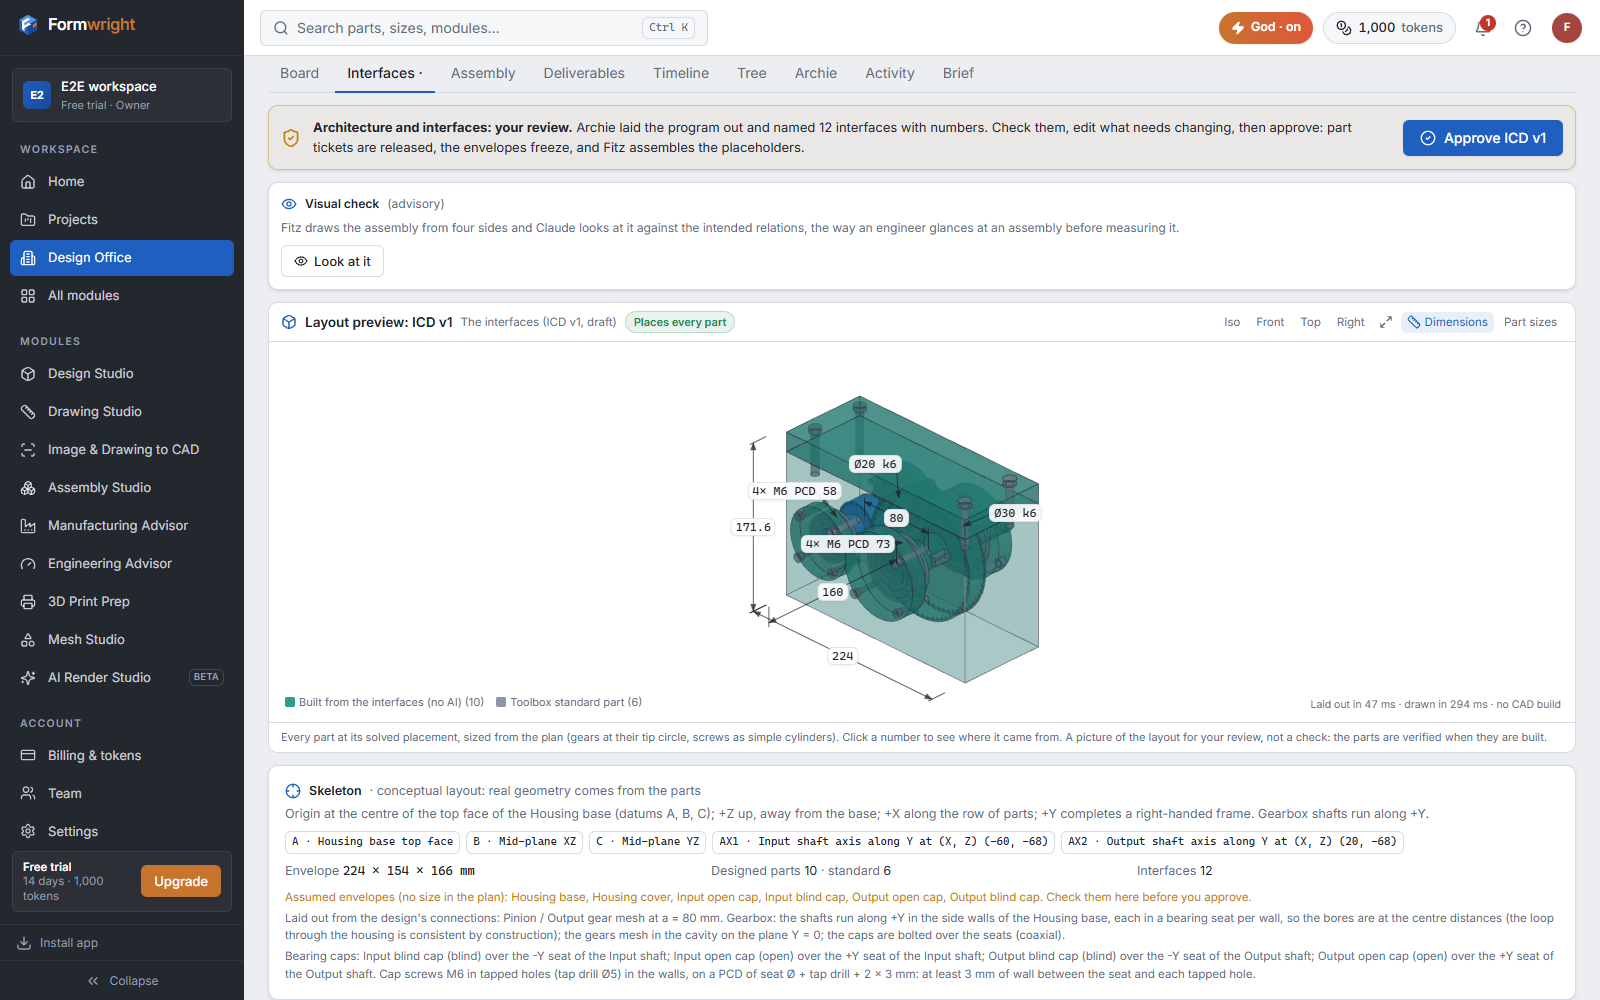 Formwright
Search parts, sizes, modules...
Ctrl K
God · on
1,000 tokens
1
F
E2
E2E workspace
Free trial · Owner
WORKSPACE
Home
Projects
Design Office
All modules
MODULES
Design Studio
Drawing Studio
Image & Drawing to CAD
Assembly Studio
Manufacturing Advisor
Engineering Advisor
3D Print Prep
Mesh Studio
AI Render Studio
BETA
ACCOUNT
Billing & tokens
Team
Settings
Free trial
14 days · 1,000
tokens
Upgrade
Install app
Collapse
Board
Interfaces ·
Assembly
Deliverables
Timeline
Tree
Archie
Activity
Brief
Architecture and interfaces: your review. Archie laid the program out and named 12 interfaces with numbers. Check them, edit what needs changing, then approve: part
tickets are released, the envelopes freeze, and Fitz assembles the placeholders.
Approve ICD v1
Visual check (advisory)
Fitz draws the assembly from four sides and Claude looks at it against the intended relations, the way an engineer glances at an assembly before measuring it.
Look at it
Layout preview: ICD v1 The interfaces (ICD v1, draft) Places every part
Iso
Front
Top
Right
Dimensions
Part sizes
Ø20 k6
4× M6 PCD 58
80
Ø30 k6
171.6
4× M6 PCD 73
160
224
Built from the interfaces (no AI) (10)
Toolbox standard part (6)
Laid out in 47 ms · drawn in 294 ms · no CAD build
Every part at its solved placement, sized from the plan (gears at their tip circle, screws as simple cylinders). Click a number to see where it came from. A picture of the layout for your review, not a check: the parts are verified when they are built.
Skeleton · conceptual layout: real geometry comes from the parts
Origin at the centre of the top face of the Housing base (datums A, B, C); +Z up, away from the base; +X along the row of parts; +Y completes a right-handed frame. Gearbox shafts run along +Y.
A · Housing base top face
B · Mid-plane XZ
C · Mid-plane YZ
AX1 · Input shaft axis along Y at (X, Z) (-60, -68)
AX2 · Output shaft axis along Y at (X, Z) (20, -68)
Envelope 224 × 154 × 166 mm
Designed parts 10 · standard 6
Interfaces 12
Assumed envelopes (no size in the plan): Housing base, Housing cover, Input open cap, Input blind cap, Output open cap, Output blind cap. Check them here before you approve.
Laid out from the design's connections: Pinion / Output gear mesh at a = 80 mm. Gearbox: the shafts run along +Y in the side walls of the Housing base, each in a bearing seat per wall, so the bores are at the centre distances (the loop
through the housing is consistent by construction); the gears mesh in the cavity on the plane Y = 0; the caps are bolted over the seats (coaxial).
Bearing caps: Input blind cap (blind) over the -Y seat of the Input shaft; Input open cap (open) over the +Y seat of the Input shaft; Output blind cap (blind) over the -Y seat of the Output shaft; Output open cap (open) over the +Y seat of
the Output shaft. Cap screws M6 in tapped holes (tap drill Ø5) in the walls, on a PCD of seat Ø + tap drill + 2 × 3 mm: at least 3 mm of wall between the seat and each tapped hole.